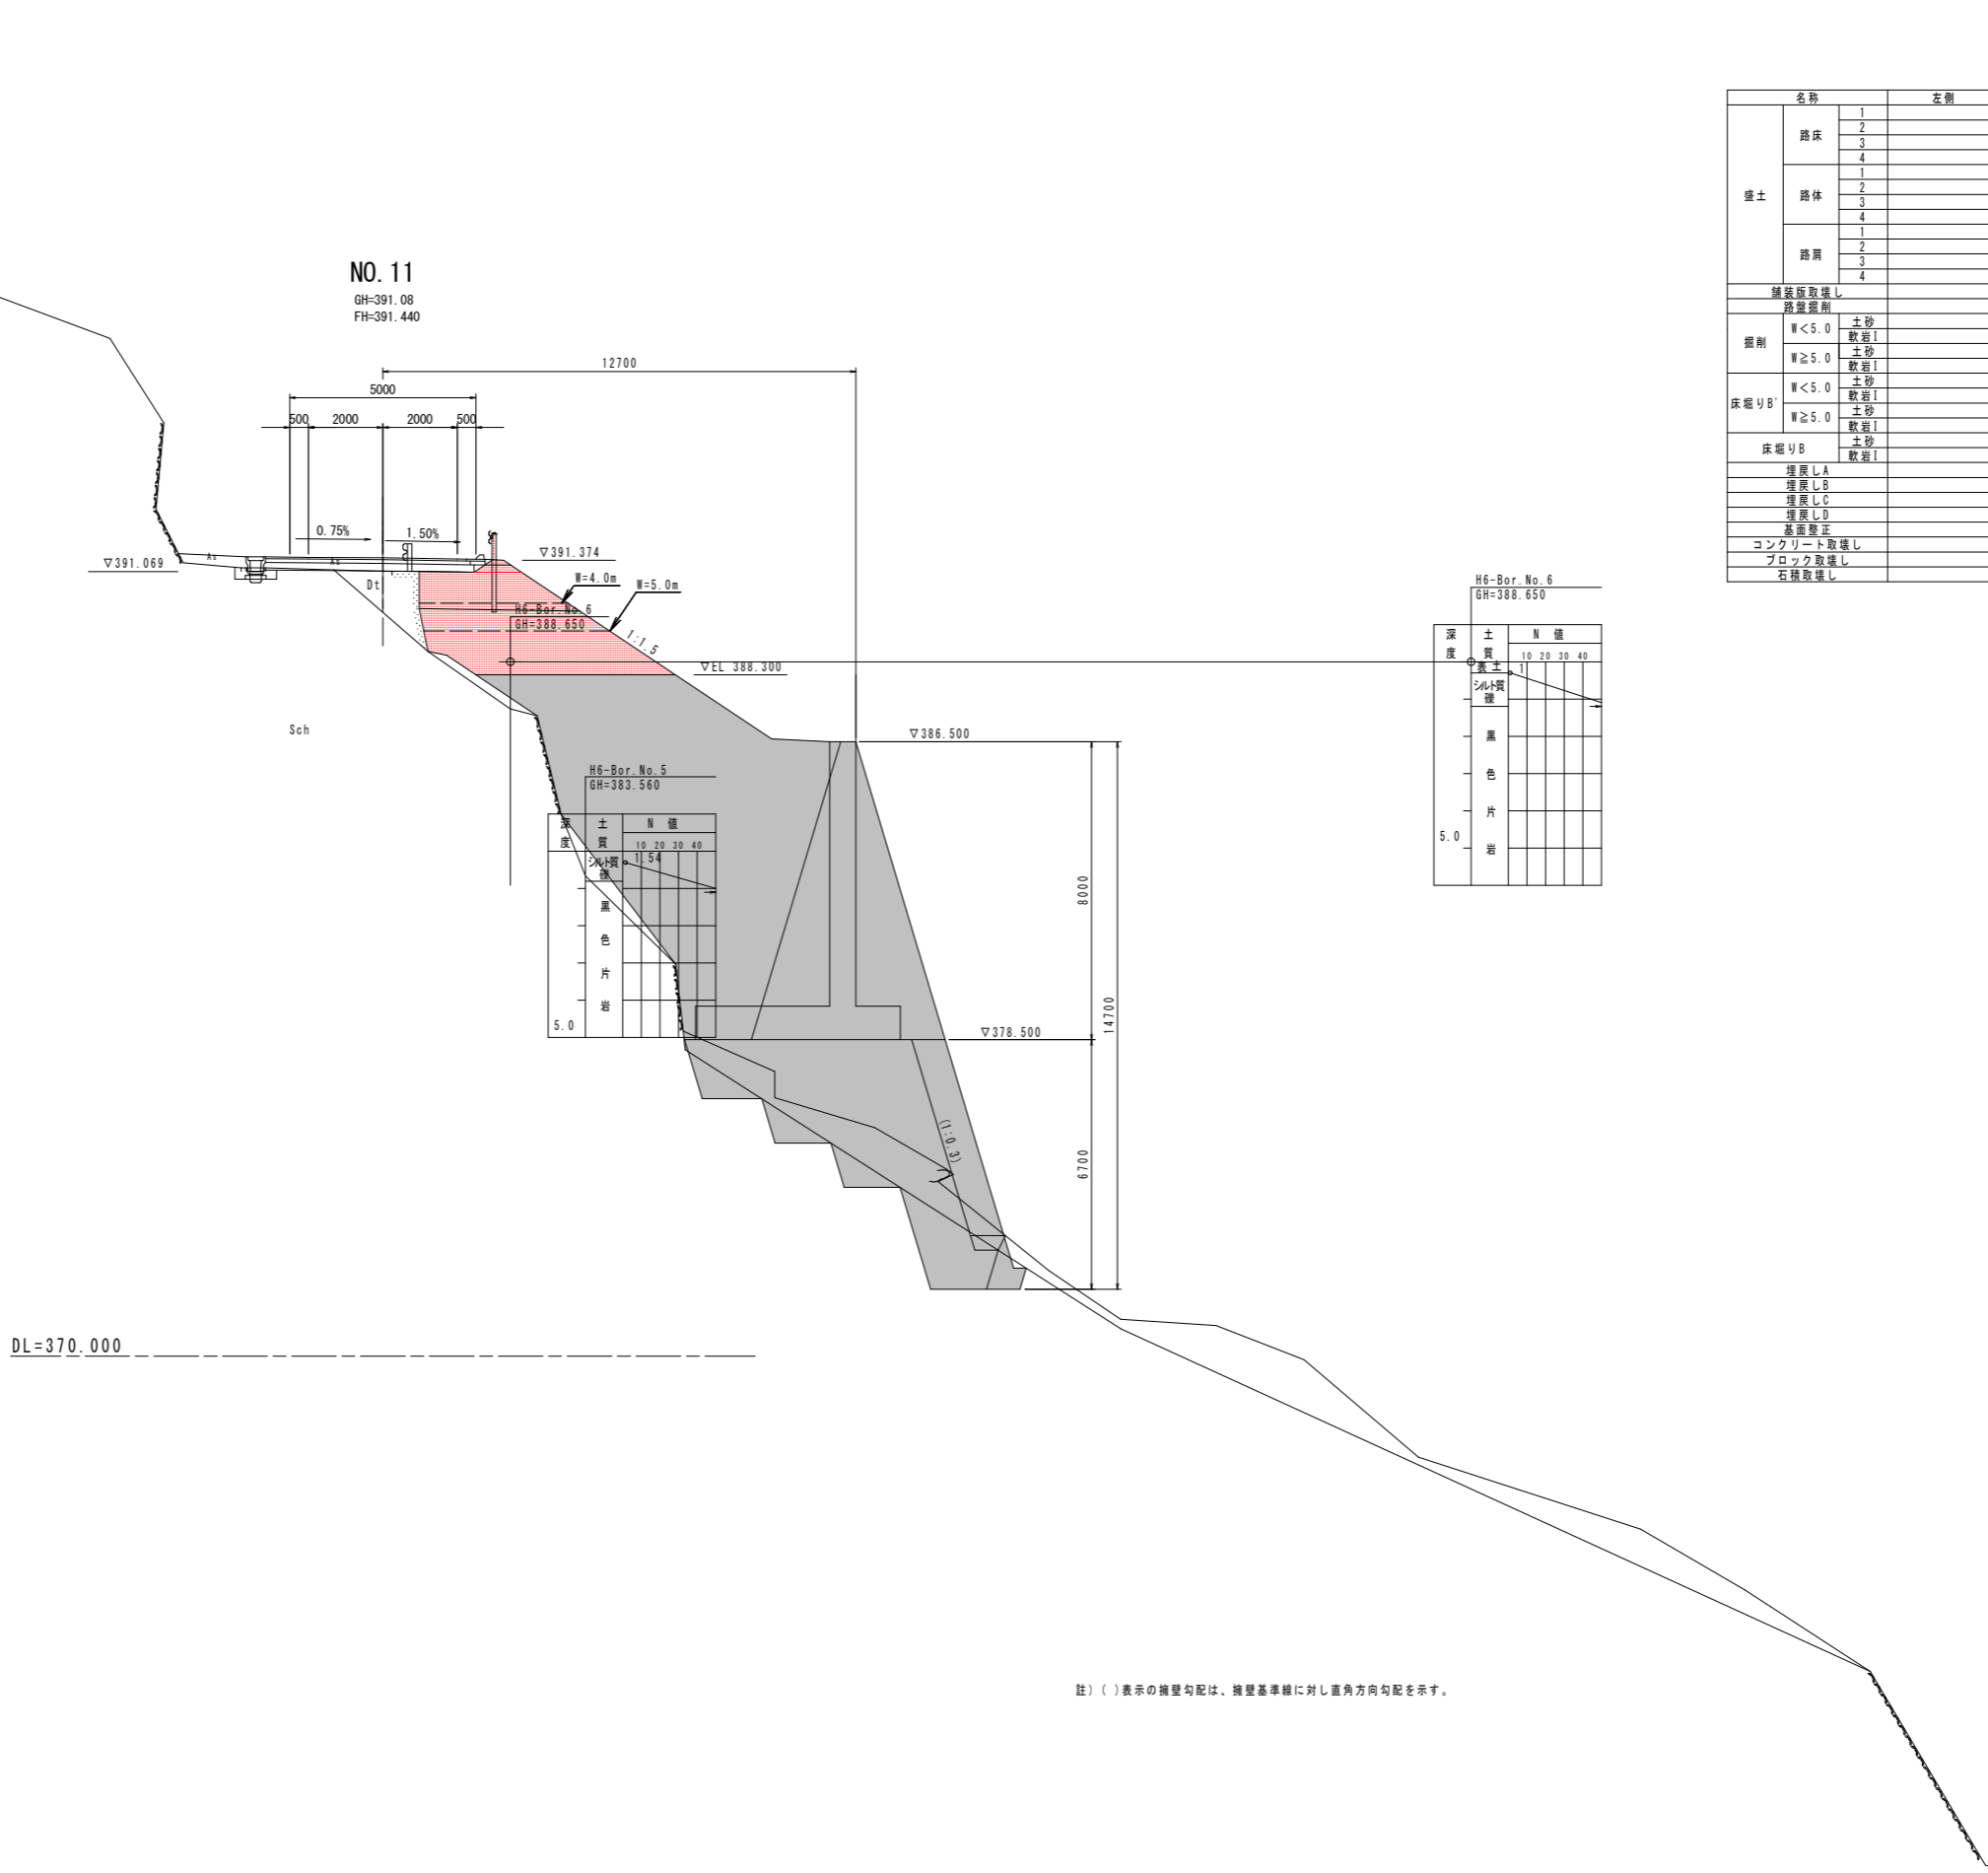 NO.11
GH=391.08
FH=391.440
12700
5000
500 2000 2000 500
0.75% 1.50%
As
As
▽391.069
▽391.374
Dt
W=4.0m
W=5.0m
H6-Bor.No.6
GH=388.650
1:1.5
▽EL 388.300
Sch
▽386.500
H6-Bor.No.5
GH=383.560
深度 土質 N 値
10 20 30 40
シルト質礫
1.54
黒色片岩
5.0
8000
14700
▽378.500
6700
(1:0.3)
DL=370.000
H6-Bor.No.6
GH=388.650
深度 土質 N 値
10 20 30 40
表土
1
シルト質礫
黒色片岩
5.0
名称 左側
盛土 路床 1
2
3
4
路体 1
2
3
4
路肩 1
2
3
4
舗装版取壊し
路盤掘削
掘削 W<5.0 土砂
軟岩I
W≧5.0 土砂
軟岩I
床堀りB' W<5.0 土砂
軟岩I
W≧5.0 土砂
軟岩I
床堀りB 土砂
軟岩I
埋戻しA
埋戻しB
埋戻しC
埋戻しD
基面整正
コンクリート取壊し
ブロック取壊し
石積取壊し
註) ( )表示の擁壁勾配は、擁壁基準線に対し直角方向勾配を示す。